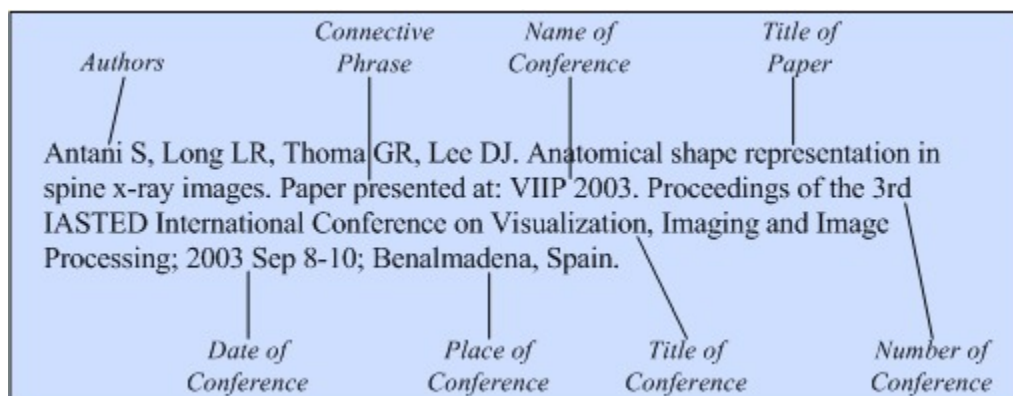 Authors Connective Phrase Name of Conference Title of Paper
Antani S, Long LR, Thoma GR, Lee DJ. Anatomical shape representation in
spine x-ray images. Paper presented at: VIIP 2003. Proceedings of the 3rd
IASTED International Conference on Visualization, Imaging and Image
Processing; 2003 Sep 8-10; Benalmadena, Spain.
Date of Conference Place of Conference Title of Conference Number of Conference